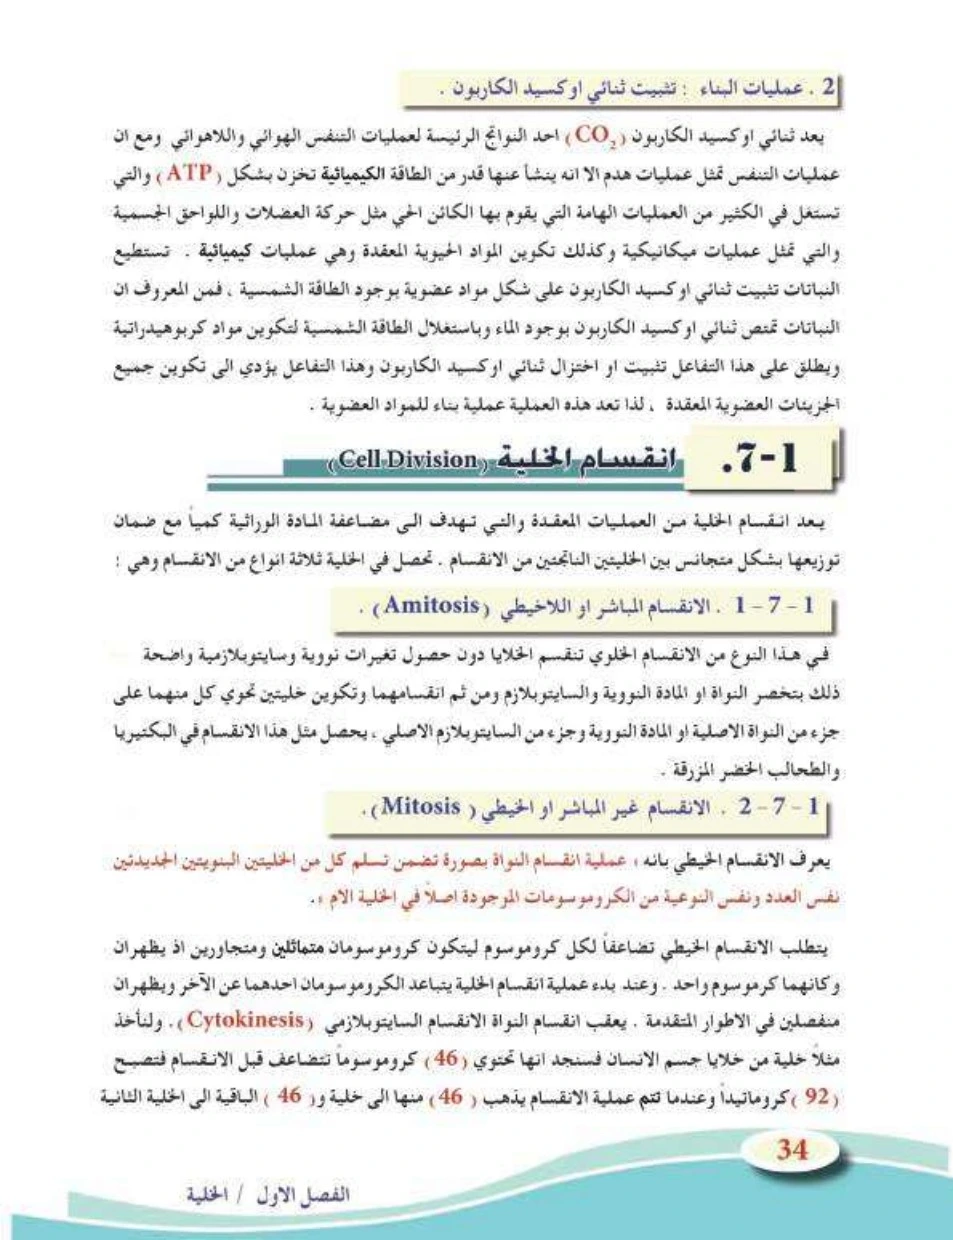 2 . عمليات البناء : تثبيت ثنائي اوكسيد الكاربون .
يعد ثنائي اوكسيد الكاربون (CO₂) احد النواتج الرئيسة لعمليات التنفس الهوائي واللاهوائي ومع ان
عمليات التنفس تمثل عمليات هدم الا انه ينشأ عنها قدر من الطاقة الكيميائية تخزن بشكل (ATP) والتي
تستغل في الكثير من العمليات الهامة التي يقوم بها الكائن الحي مثل حركة العضلات واللواحق الجسمية
والتي تمثل عمليات ميكانيكية وكذلك تكوين المواد الحيوية المعقدة وهي عمليات كيميائية . تستطيع
النباتات تثبيت ثنائي اوكسيد الكاربون على شكل مواد عضوية بوجود الطاقة الشمسية ، فمن المعروف ان
النباتات تمتص ثنائي اوكسيد الكاربون بوجود الماء وباستغلال الطاقة الشمسية لتكوين مواد كربوهيدراتية
ويطلق على هذا التفاعل تثبيت او اختزال ثنائي اوكسيد الكاربون وهذا التفاعل يؤدي الى تكوين جميع
الجزيئات العضوية المعقدة ، لذا تعد هذه العملية عملية بناء للمواد العضوية .
1-7. انقسام الخلية (Cell Division)
يعد انقسام الخلية من العمليات المعقدة والتي تهدف الى مضاعفة المادة الوراثية كمياً مع ضمان
توزيعها بشكل متجانس بين الخليتين الناتجتين من الانقسام . تحصل في الخلية ثلاثة انواع من الانقسام وهي :
1 - 7 - 1 . الانقسام المباشر او اللاخيطي (Amitosis) .
في هذا النوع من الانقسام الخلوي تنقسم الخلايا دون حصول تغيرات نووية وسايتوبلازمية واضحة
ذلك بتخصر النواة او المادة النووية والسايتوبلازم ومن ثم انقسامهما وتكوين خليتين تحوي كل منهما على
جزء من النواة الاصلية او المادة النووية وجزء من السايتوبلازم الاصلي ، يحصل مثل هذا الانقسام في البكتيريا
والطحالب الخضر المزرقة .
1 - 7 - 2 . الانقسام غير المباشر او الخيطي ( Mitosis).
يعرف الانقسام الخيطي بانه « عملية انقسام النواة بصورة تضمن تسلم كل من الخليتين البنويتين الجديدتين
نفس العدد ونفس النوعية من الكروموسومات الموجودة اصلاً في الخلية الام ».
يتطلب الانقسام الخيطي تضاعفاً لكل كروموسوم ليتكون كروموسومان متماثلين ومتجاورين اذ يظهران
وكانهما كرموسوم واحد . وعند بدء عملية انقسام الخلية يتباعد الكروموسومان احدهما عن الآخر ويظهران
منفصلين في الاطوار المتقدمة . يعقب انقسام النواة الانقسام السايتوبلازمي (Cytokinesis). ولنأخذ
مثلاً خلية من خلايا جسم الانسان فسنجد انها تحتوي (46) كروموسوماً تتضاعف قبل الانقسام فتصبح
(92) كروماتيداً وعندما تتم عملية الانقسام يذهب ( 46) منها الى خلية و( 46 ) الباقية الى الخلية الثانية
34
الفصل الاول / الخلية